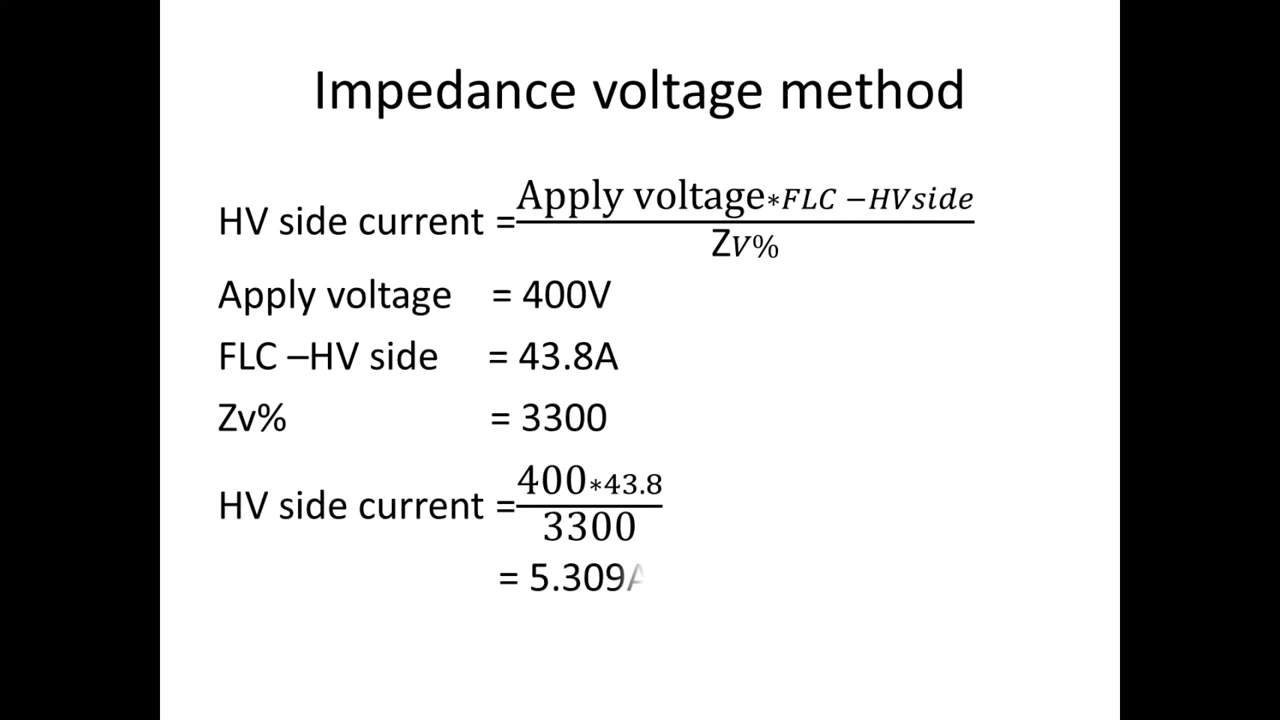 Impedance voltage method
HV side current = Apply voltage*FLC −HVside
ZV%
Apply voltage = 400V
FLC –HV side = 43.8A
Zv% = 3300
HV side current = 400*43.8
3300
= 5.309A